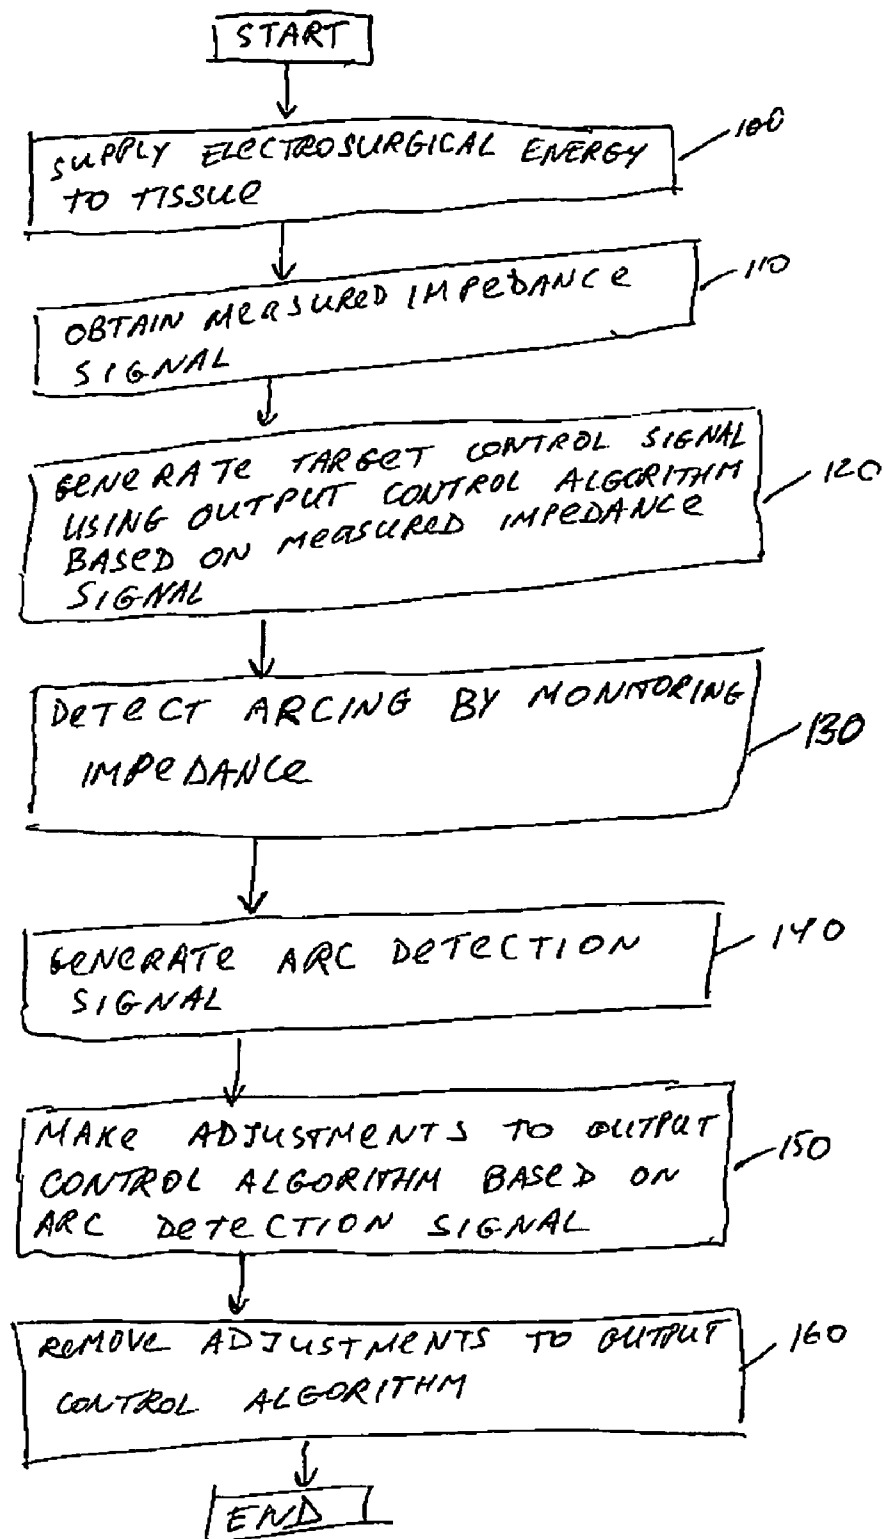 START
SUPPLY ELECTROSURGICAL ENERGY
TO TISSUE
100
OBTAIN MEASURED IMPEDANCE
SIGNAL
110
GENERATE TARGET CONTROL SIGNAL
USING OUTPUT CONTROL ALGORITHM
BASED ON MEASURED IMPEDANCE
SIGNAL
120
DETECT ARCING BY MONITORING
IMPEDANCE
130
GENERATE ARC DETECTION
SIGNAL
140
MAKE ADJUSTMENTS TO OUTPUT
CONTROL ALGORITHM BASED ON
ARC DETECTION SIGNAL
150
REMOVE ADJUSTMENTS TO OUTPUT
CONTROL ALGORITHM
160
END